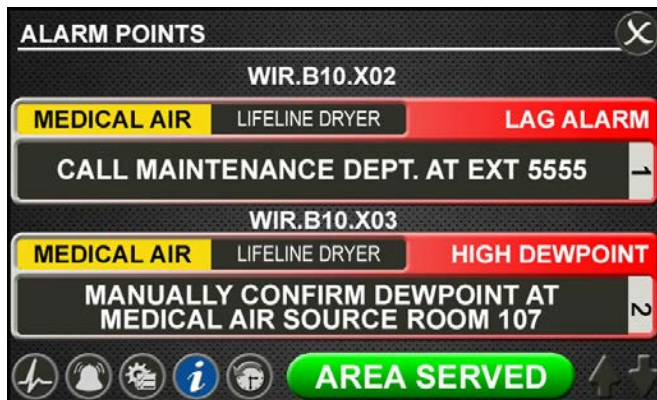 ALARM POINTS
WIR.B10.X02
MEDICAL AIR LIFELINE DRYER LAG ALARM
CALL MAINTENANCE DEPT. AT EXT 5555 1
WIR.B10.X03
MEDICAL AIR LIFELINE DRYER HIGH DEWPOINT
MANUALLY CONFIRM DEWPOINT AT
MEDICAL AIR SOURCE ROOM 107 2
i AREA SERVED